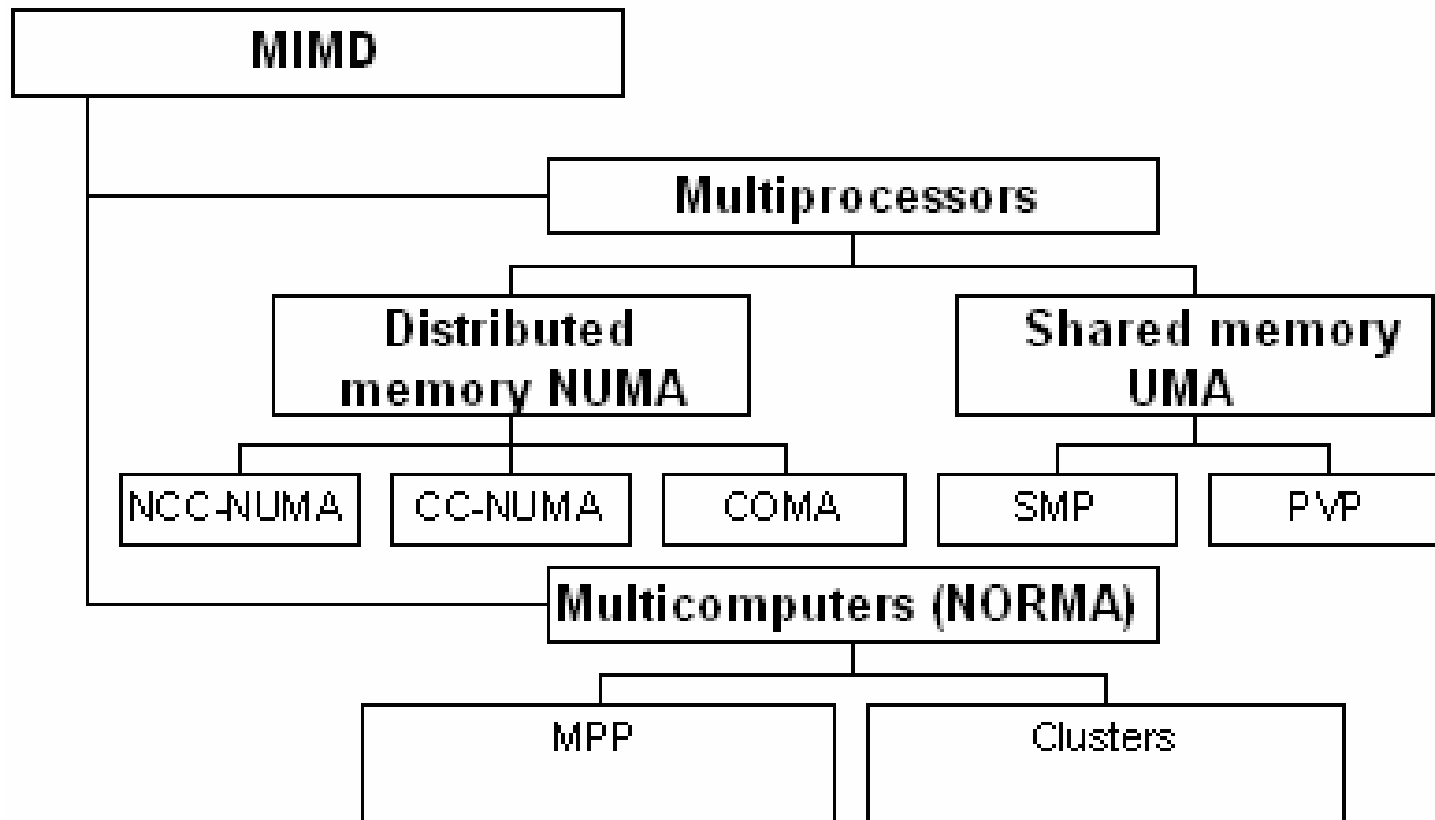 MIMD
Multiprocessors
Distributed
memory NUMA
Shared memory
UMA
NCC-NUMA
CC-NUMA
COMA
SMP
PVP
Multicomputers (NORMA)
MPP
Clusters